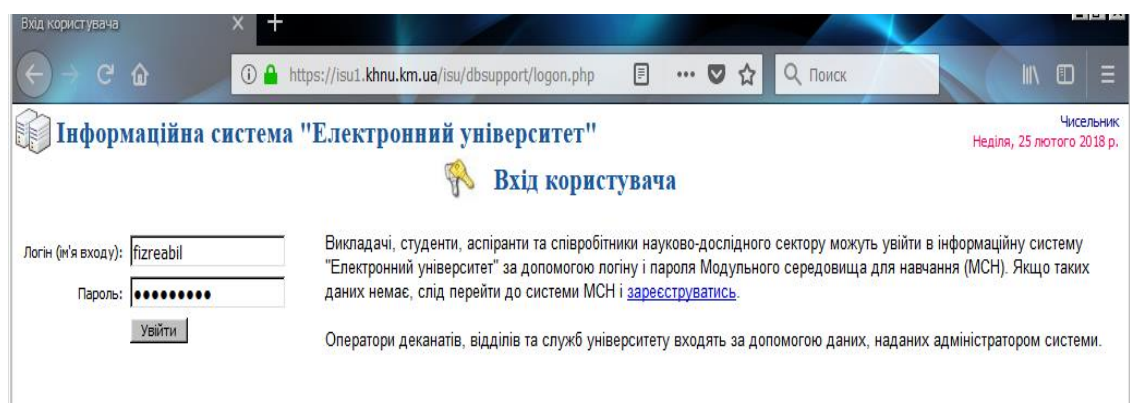 Вхід користувача
https://isu1.khnu.km.ua/isu/dbsupport/logon.php
Поиск
Інформаційна система "Електронний університет"
Чисельник
Неділя, 25 лютого 2018 р.
Вхід користувача
Логін (ім'я входу): fizreabil
Пароль: ●●●●●●●●●
Увійти
Викладачі, студенти, аспіранти та співробітники науково-дослідного сектору можуть увійти в інформаційну систему
"Електронний університет" за допомогою логіну і пароля Модульного середовища для навчання (МСН). Якщо таких
даних немає, слід перейти до системи МСН і зареєструватись.
Оператори деканатів, відділів та служб університету входять за допомогою даних, наданих адміністратором системи.